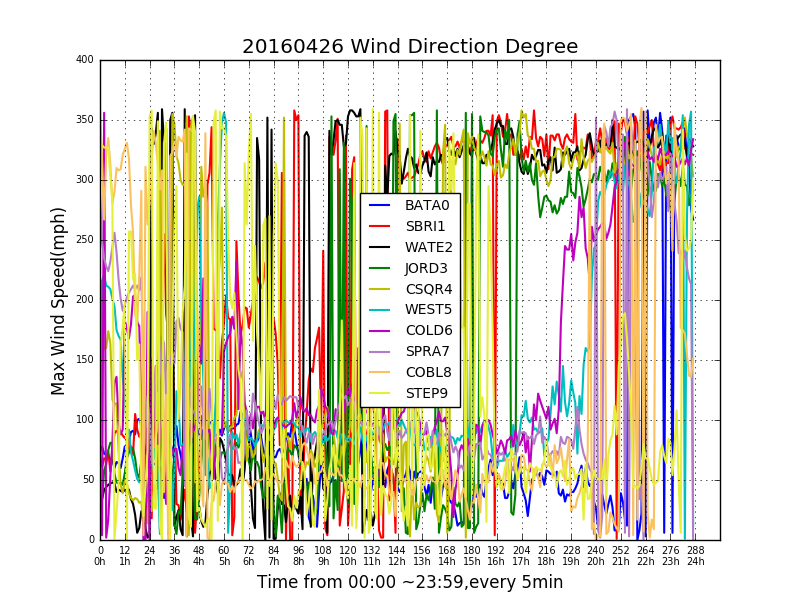 20160426 Wind Direction Degree
Max Wind Speed(mph)
400
350
300
250
200
150
100
50
0
BATA0
SBRI1
WATE2
JORD3
CSQR4
WEST5
COLD6
SPRA7
COBL8
STEP9
0 12 24 36 48 60 72 84 96 108 120 132 144 156 168 180 192 204 216 228 240 252 264 276 288
0h 1h 2h 3h 4h 5h 6h 7h 8h 9h 10h 11h 12h 13h 14h 15h 16h 17h 18h 19h 20h 21h 22h 23h 24h
Time from 00:00 ~23:59,every 5min